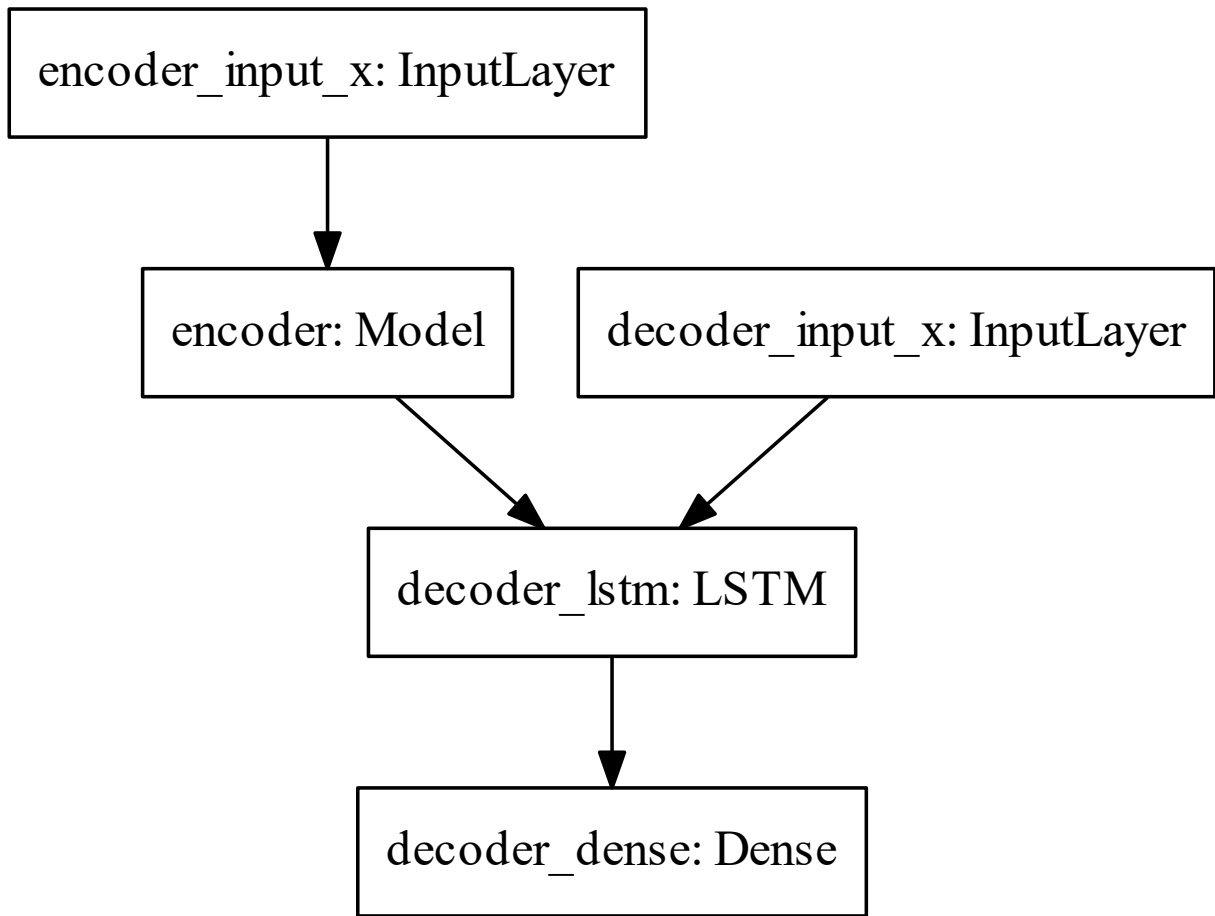 encoder_input_x: InputLayer
encoder: Model
decoder_input_x: InputLayer
decoder_lstm: LSTM
decoder_dense: Dense